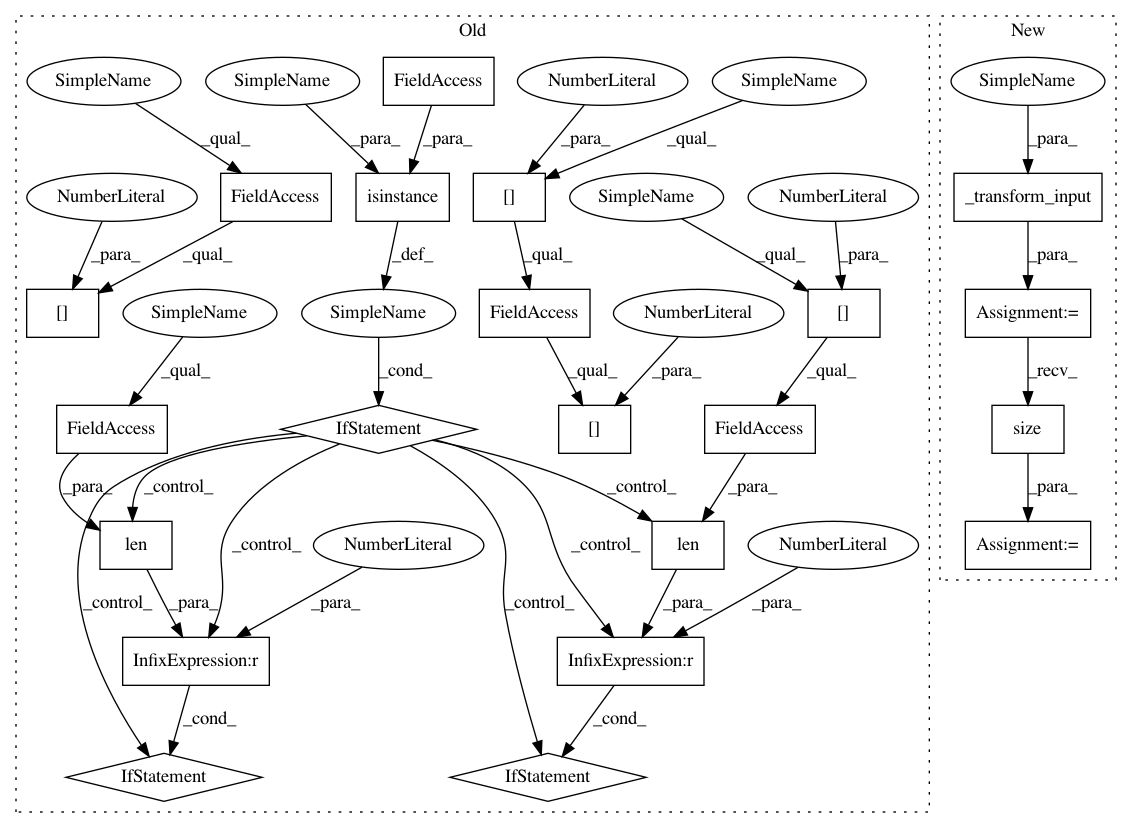 Old
New
SimpleName
SimpleName
FieldAccess
NumberLiteral
SimpleName
SimpleName
_qual_
_para_
_para_
_para_
_qual_
_para_
NumberLiteral
FieldAccess
isinstance
[]
SimpleName
NumberLiteral
_transform_input
_para_
_qual_
_def_
_qual_
_qual_
_para_
_para_
[]
SimpleName
SimpleName
FieldAccess
NumberLiteral
[]
Assignment:=
_qual_
_cond_
_qual_
_para_
_qual_
_recv_
FieldAccess
IfStatement
[]
FieldAccess
size
_para_
_control_
_control_
_para_
_para_
len
NumberLiteral
len
NumberLiteral
Assignment:=
_control_
_control_
_control_
_para_
_para_
_control_
_para_
_para_
InfixExpression:r
InfixExpression:r
_cond_
_cond_
IfStatement
IfStatement